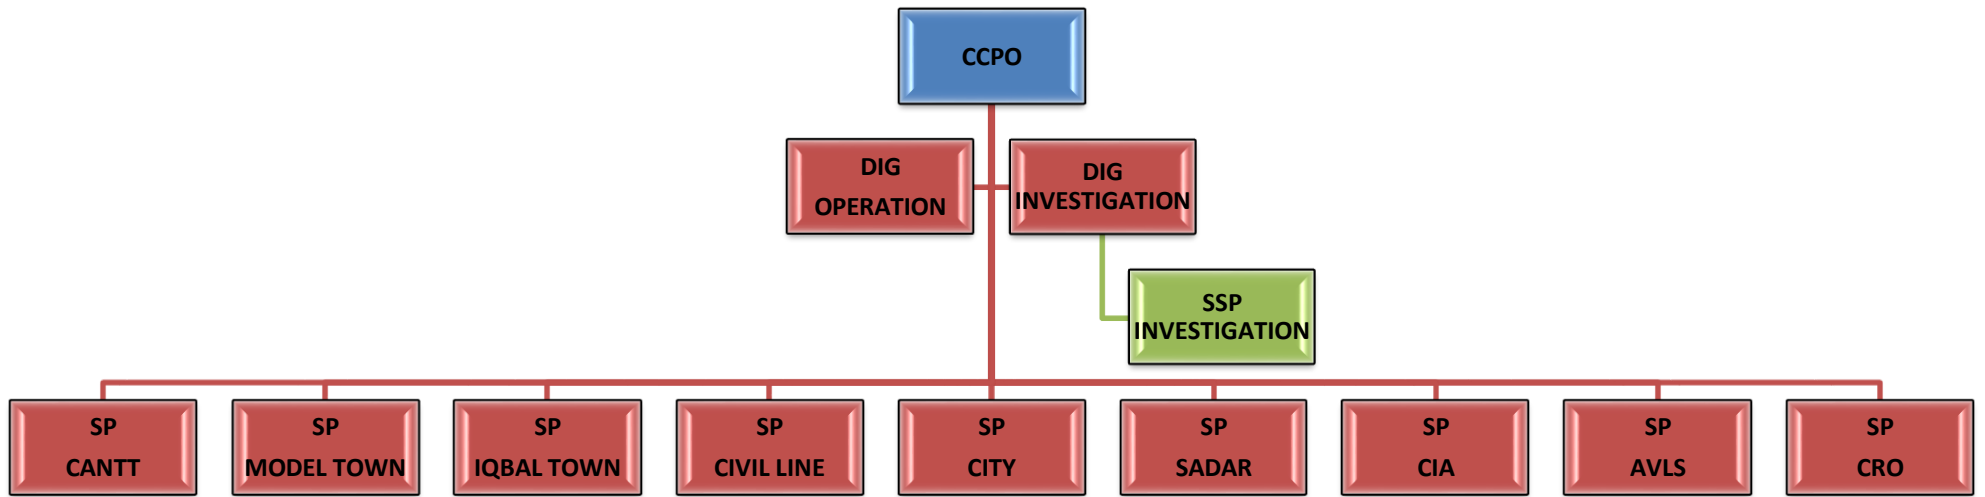 CCPO
DIG
OPERATION
DIG
INVESTIGATION
SSP
INVESTIGATION
SP
CANTT
SP
MODEL TOWN
SP
IQBAL TOWN
SP
CIVIL LINE
SP
CITY
SP
SADAR
SP
CIA
SP
AVLS
SP
CRO